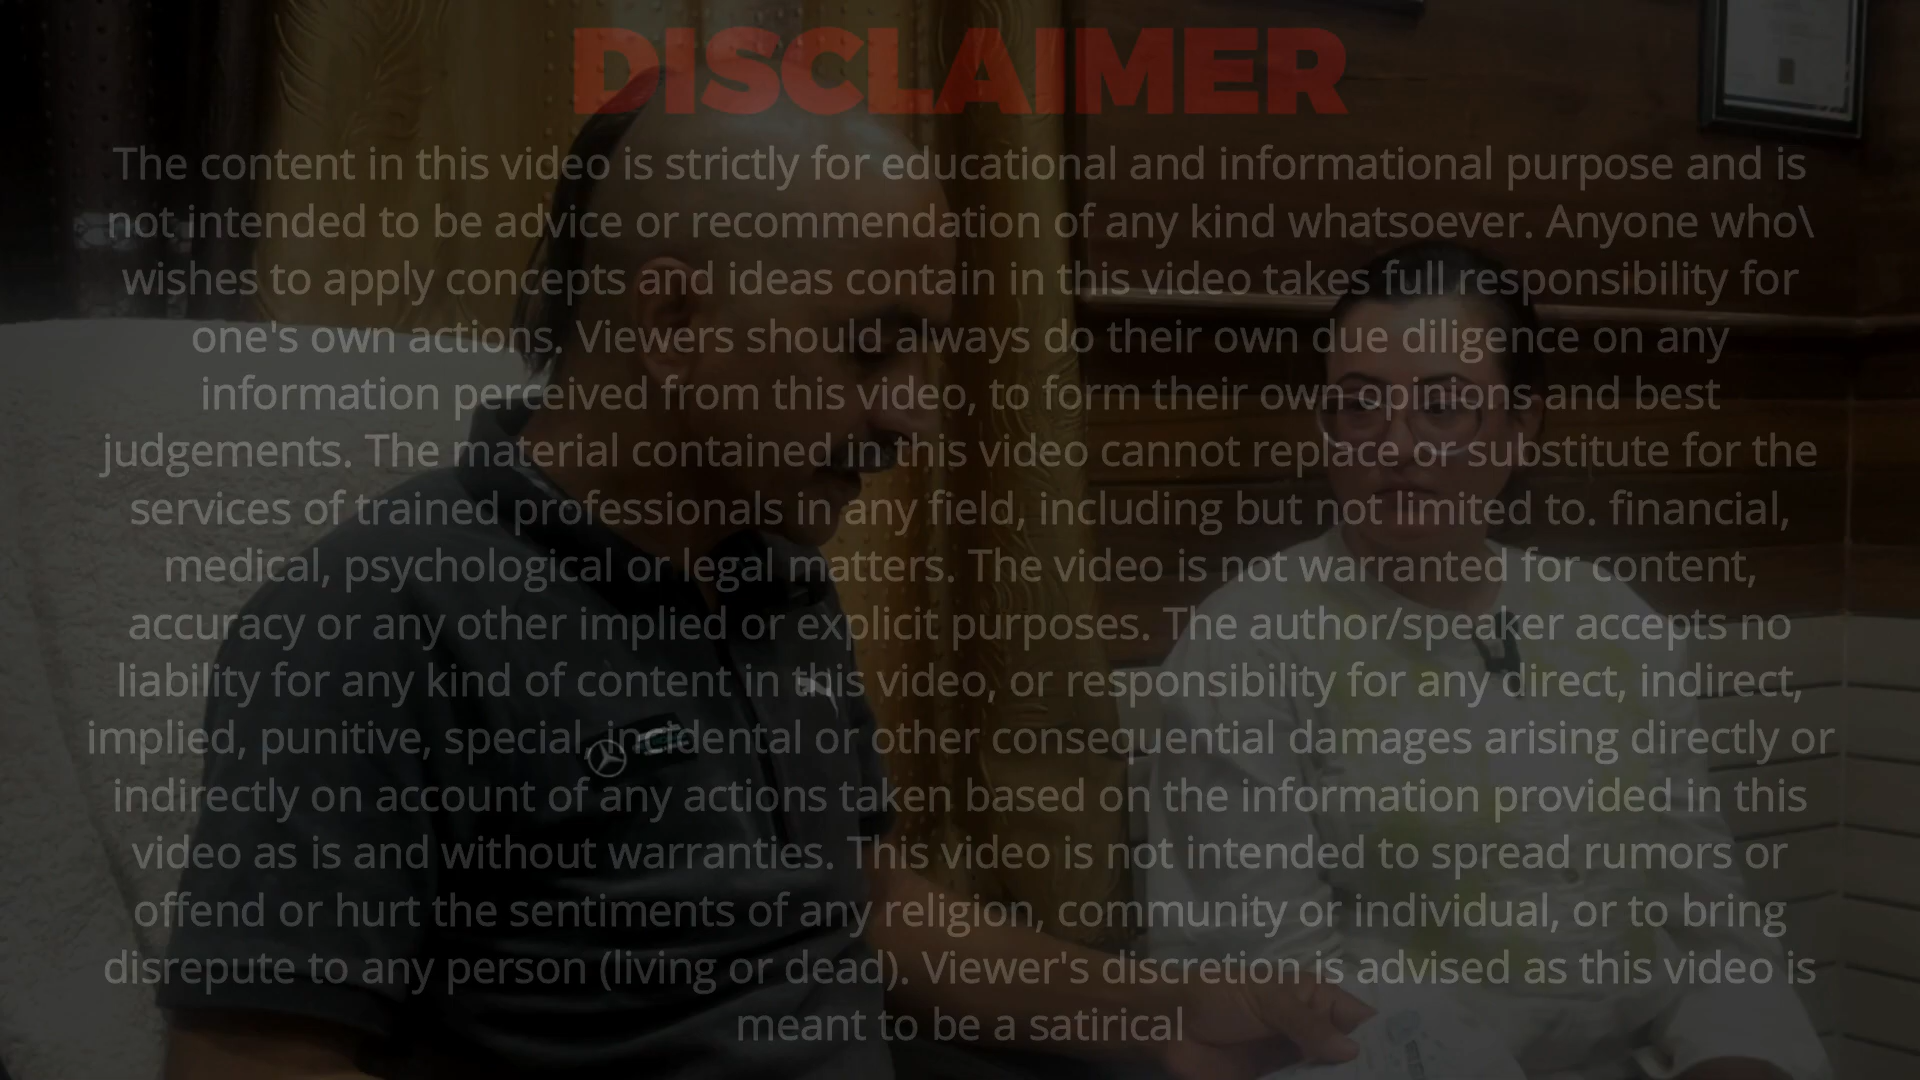 DISCLAIMER
The content in this video is strictly for educational and informational purpose and is
not intended to be advice or recommendation of any kind whatsoever. Anyone who\
wishes to apply concepts and ideas contain in this video takes full responsibility for
one's own actions. Viewers should always do their own due diligence on any
information perceived from this video, to form their own opinions and best
judgements. The material contained in this video cannot replace or substitute for the
services of trained professionals in any field, including but not limited to. financial,
medical, psychological or legal matters. The video is not warranted for content,
accuracy or any other implied or explicit purposes. The author/speaker accepts no
liability for any kind of content in this video, or responsibility for any direct, indirect,
implied, punitive, special, incidental or other consequential damages arising directly or
indirectly on account of any actions taken based on the information provided in this
video as is and without warranties. This video is not intended to spread rumors or
offend or hurt the sentiments of any religion, community or individual, or to bring
disrepute to any person (living or dead). Viewer's discretion is advised as this video is
meant to be a satirical